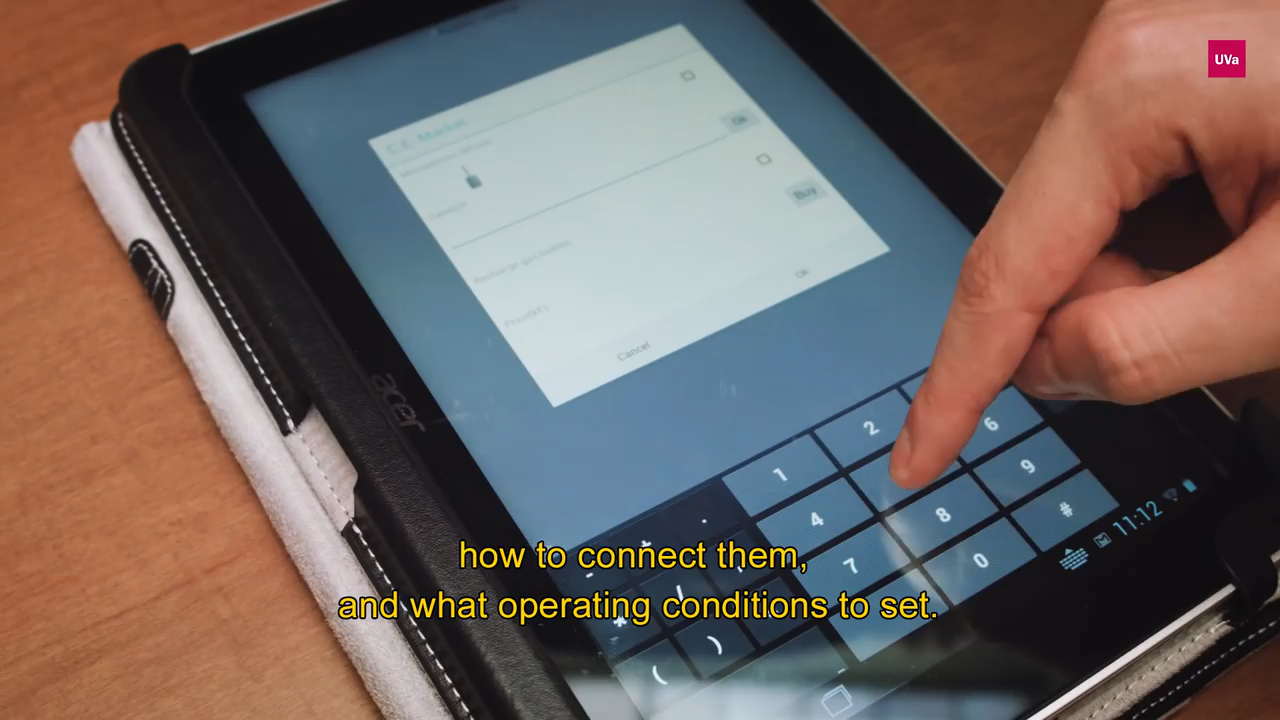 UVa
C.E. Market
Ok
Buy
OK
Cancel
acer
1
2
6
4
9
8
#
7
0
11:12
how to connect them,
and what operating conditions to set.
*
/
(
)